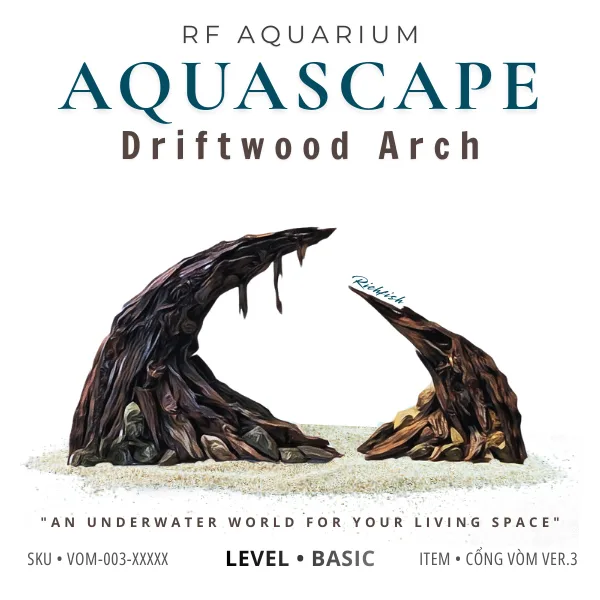 RF AQUARIUM
AQUASCAPE
Driftwood Arch
Richfish
"AN UNDERWATER WORLD FOR YOUR LIVING SPACE"
SKU • VOM-003-XXXXX
LEVEL • BASIC
ITEM • CỔNG VÒM VER.3